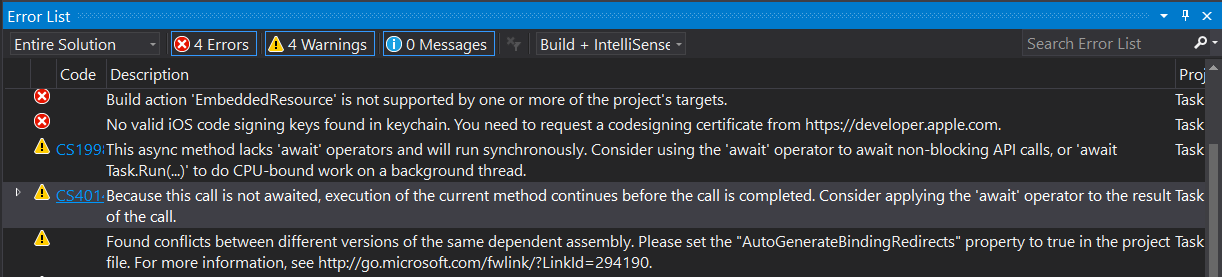 Error List
Entire Solution
4 Errors
4 Warnings
0 Messages
Build + IntelliSense
Search Error List
Code
Description
Proj
Build action 'EmbeddedResource' is not supported by one or more of the project's targets.
Task
No valid iOS code signing keys found in keychain. You need to request a codesigning certificate from https://developer.apple.com.
Task
CS199
This async method lacks 'await' operators and will run synchronously. Consider using the 'await' operator to await non-blocking API calls, or 'await
Task
Task.Run(...)' to do CPU-bound work on a background thread.
CS401
Because this call is not awaited, execution of the current method continues before the call is completed. Consider applying the 'await' operator to the result
Task
of the call.
Found conflicts between different versions of the same dependent assembly. Please set the "AutoGenerateBindingRedirects" property to true in the project
Task
file. For more information, see http://go.microsoft.com/fwlink/?LinkId=294190.